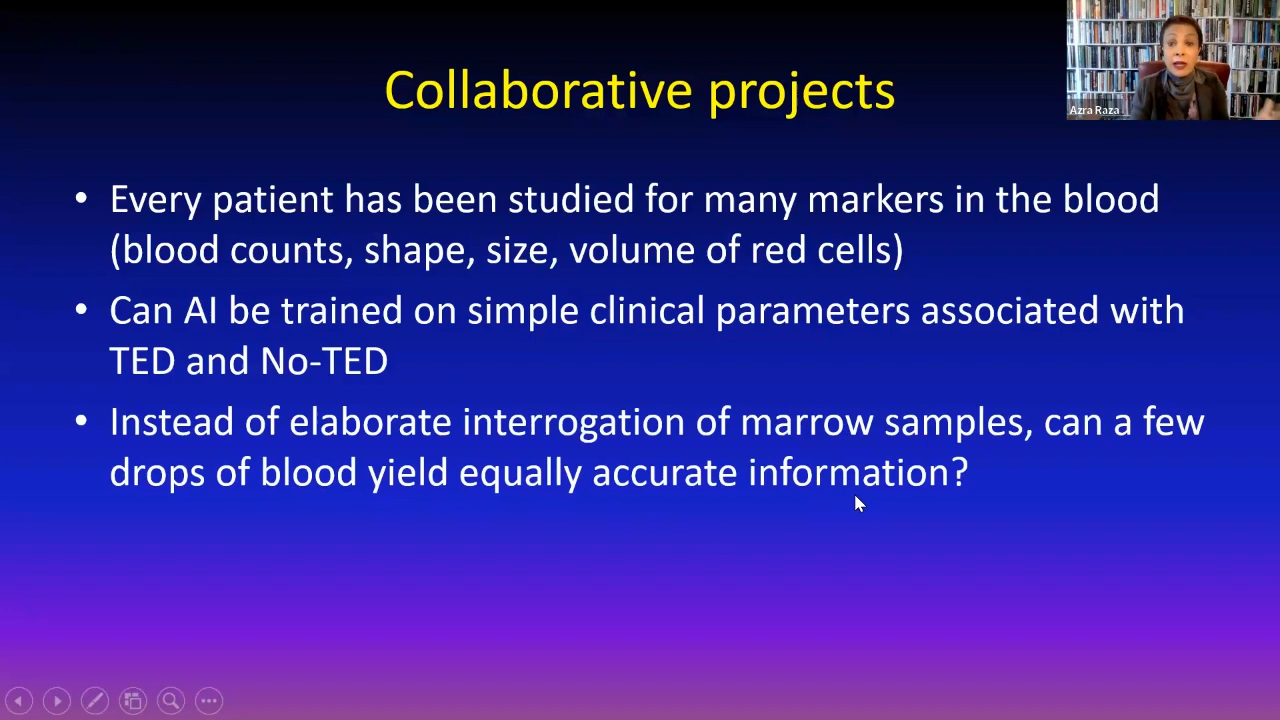 Collaborative projects
Azra Raza
• Every patient has been studied for many markers in the blood
(blood counts, shape, size, volume of red cells)
• Can AI be trained on simple clinical parameters associated with
TED and No-TED
• Instead of elaborate interrogation of marrow samples, can a few
drops of blood yield equally accurate information?